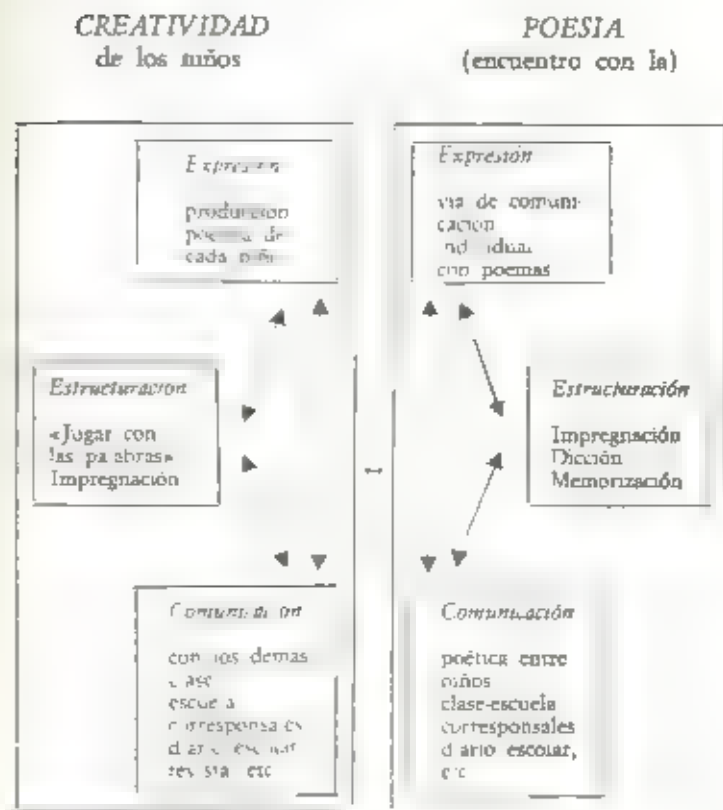 CREATIVIDAD
de los niños
POESIA
(encuentro con la)
Expresión
producción
poética de
cada niño
Expresión
vía de comuni-
cación
individual
con poemas
Estructuración
«Jugar con
las palabras»
Impregnación
Estructuración
Impregnación
Dicción
Memorización
Comunicación
con los demás
clase
escuela
corresponsales
diario escolar
revista, etc
Comunicación
poética entre
niños
clase-escuela
corresponsales
diario escolar,
etc